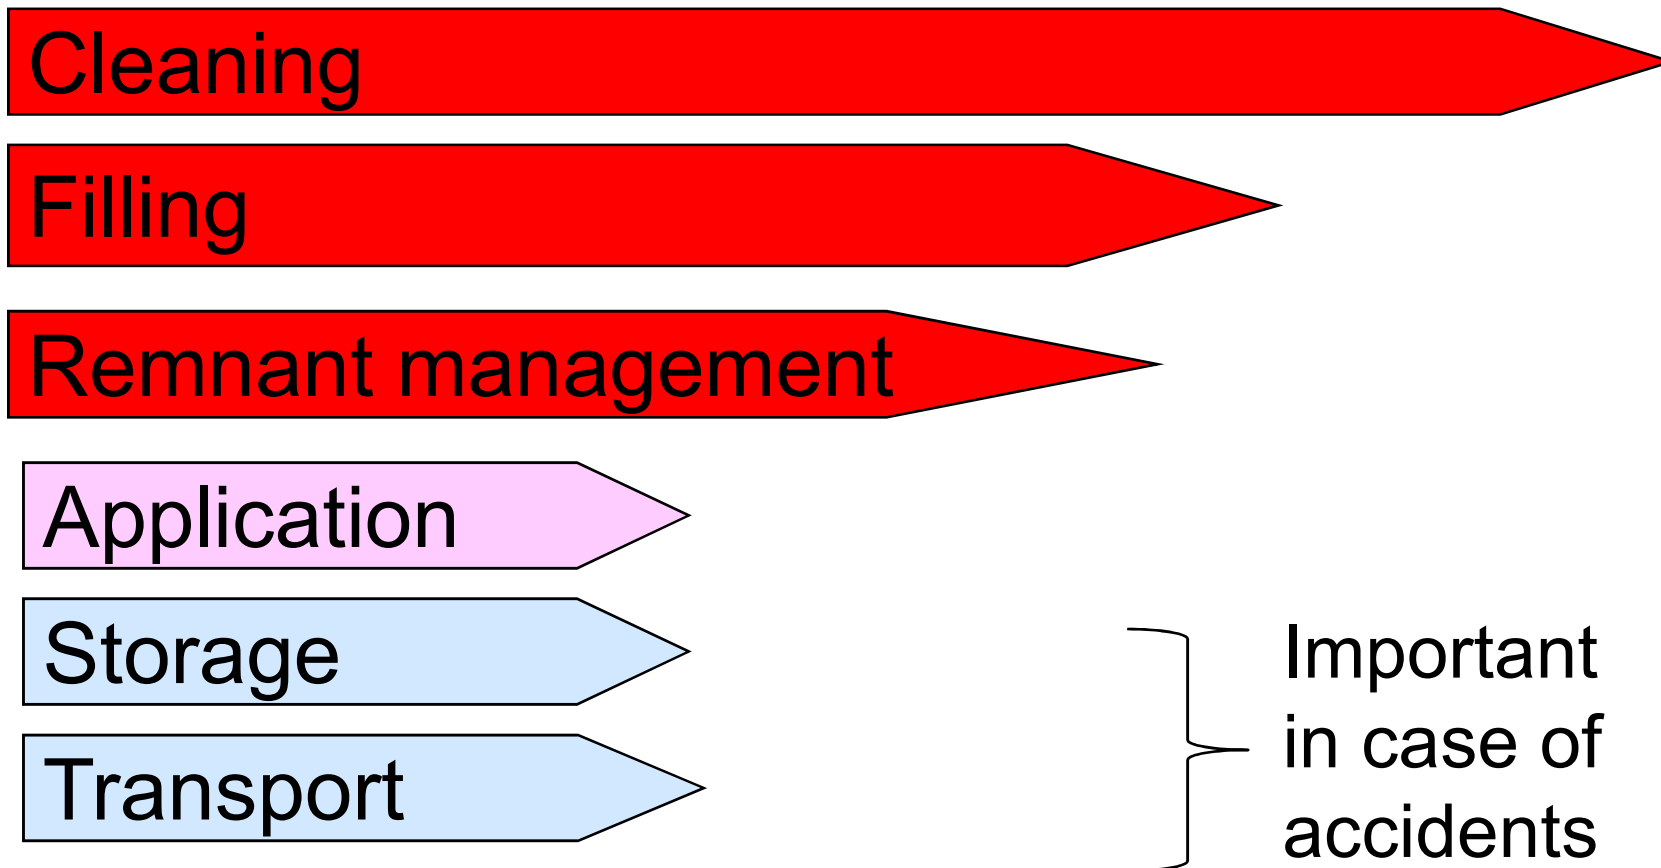 Cleaning
Filling
Remnant management
Application
Storage
Transport
Important
in case of
accidents